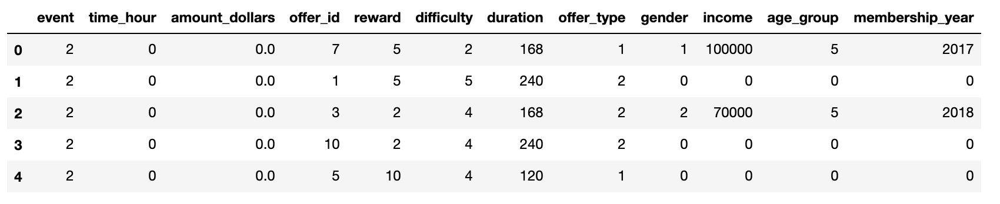 event time_hour amount_dollars offer_id reward difficulty duration offer_type gender income age_group membership_year
0 2 0 0.0 7 5 2 168 1 1 100000 5 2017
1 2 0 0.0 1 5 5 240 2 0 0 0 0
2 2 0 0.0 3 2 4 168 2 2 70000 5 2018
3 2 0 0.0 10 2 4 240 2 0 0 0 0
4 2 0 0.0 5 10 4 120 1 0 0 0 0